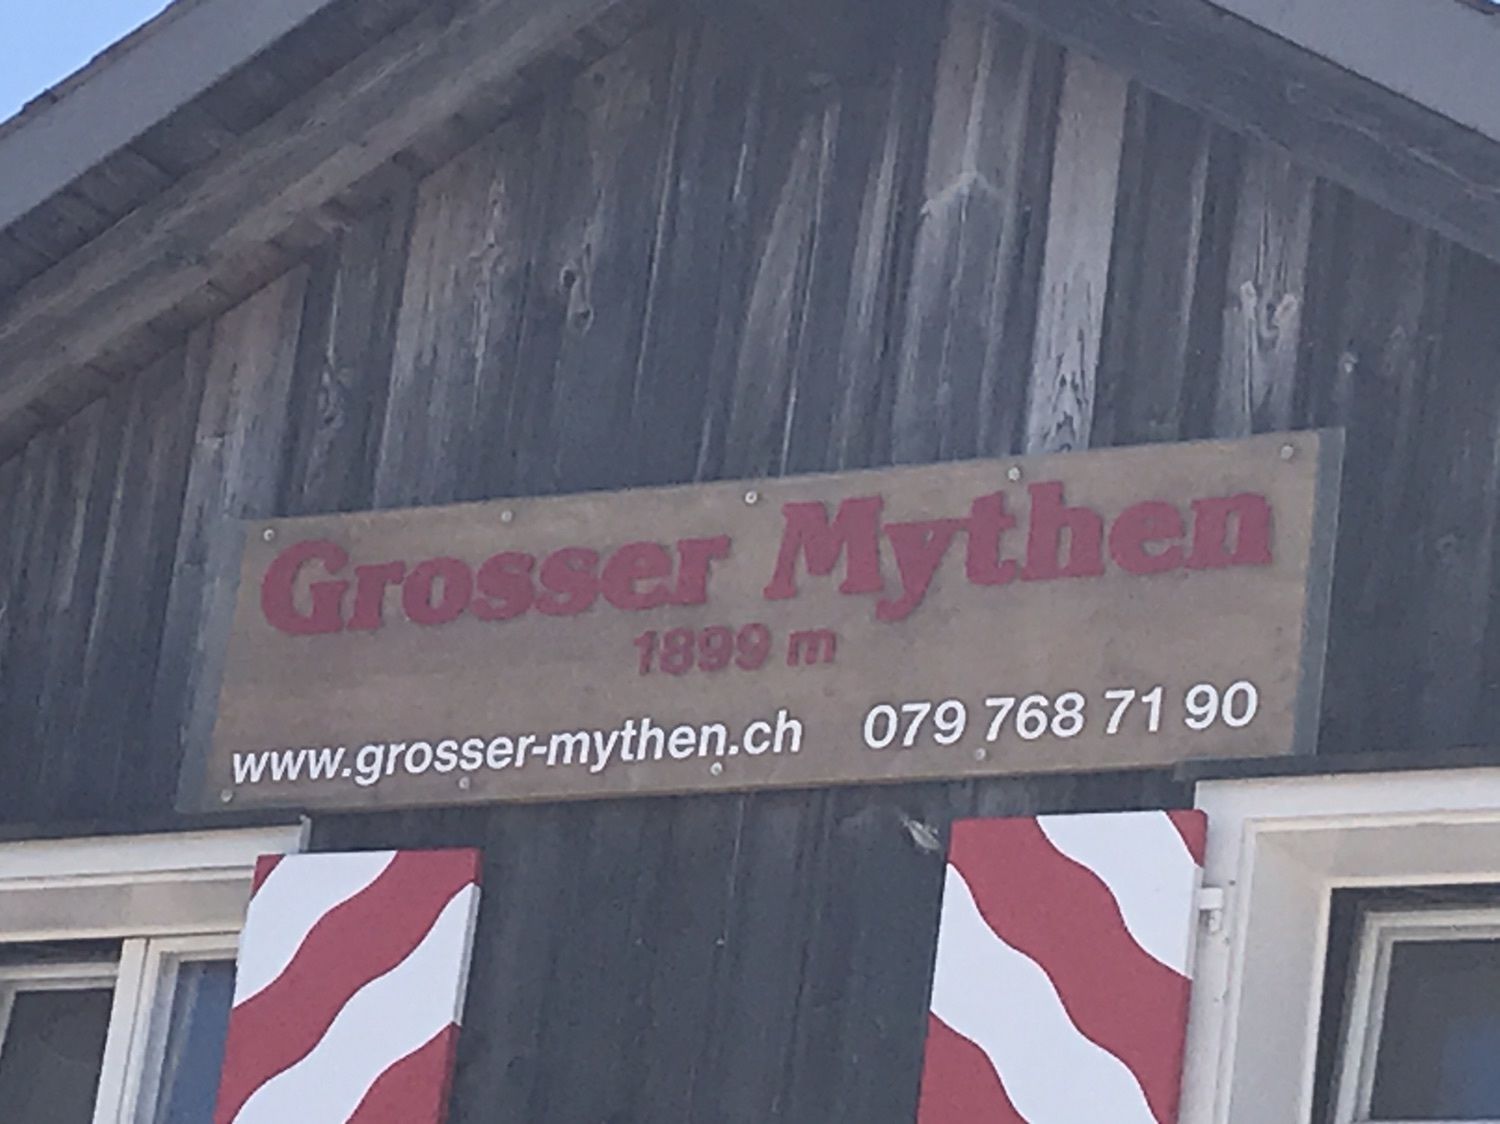 Grosser Mythen
1899 m
www.grosser-mythen.ch 079 768 71 90